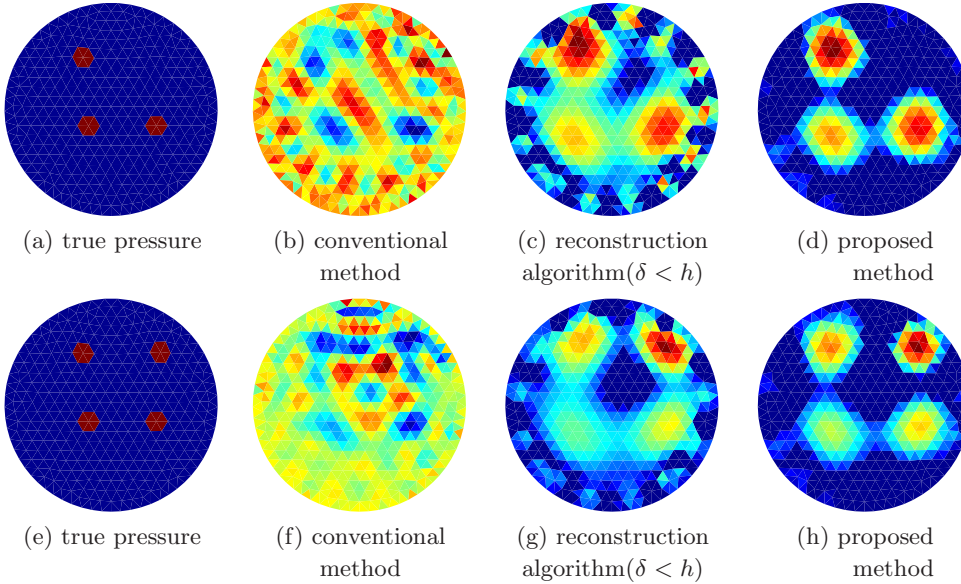 (a) true pressure
(b) conventional
method
(c) reconstruction
algorithm(δ < h)
(d) proposed
method
(e) true pressure
(f) conventional
method
(g) reconstruction
algorithm(δ < h)
(h) proposed
method